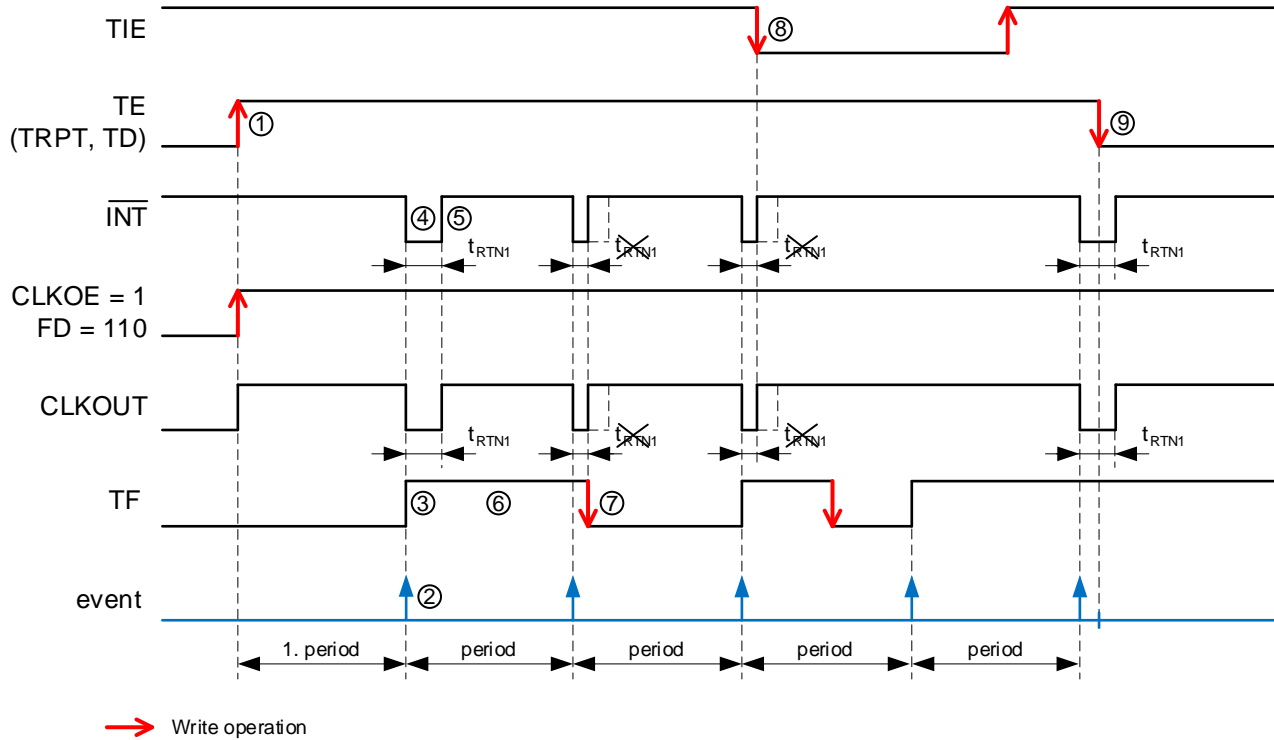 TIE
⑧
TE
(TRPT, TD)
①
⑨
INT
④ ⑤
tRTN1 tRTN1 tRTN1 tRTN1
CLKOE = 1
FD = 110
CLKOUT
tRTN1 tRTN1 tRTN1 tRTN1
TF
③ ⑥ ⑦
event
②
1. period period period period period
Write operation